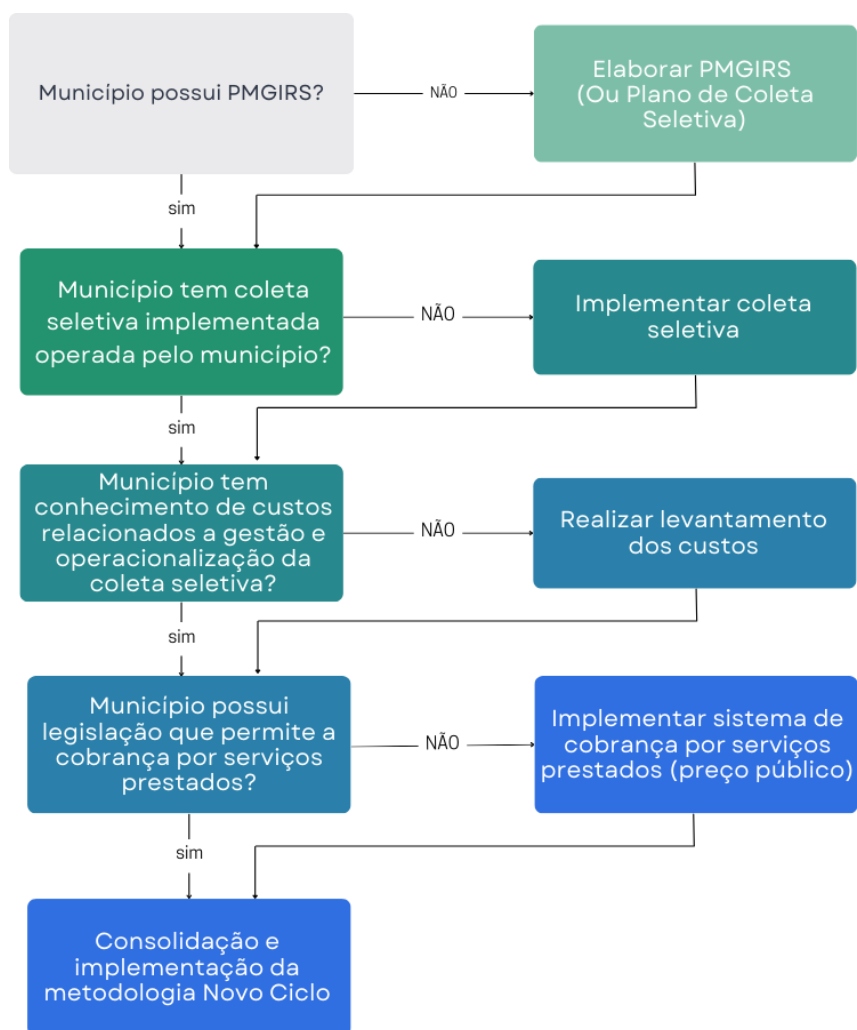 Município possui PMGIRS?
NÃO
Elaborar PMGIRS
(Ou Plano de Coleta
Seletiva)
sim
Município tem coleta
seletiva implementada
operada pelo município?
NÃO
Implementar coleta
seletiva
sim
Município tem
conhecimento de custos
relacionados a gestão e
operacionalização da
coleta seletiva?
NÃO
Realizar levantamento
dos custos
sim
Município possui
legislação que permite a
cobrança por serviços
prestados?
NÃO
Implementar sistema de
cobrança por serviços
prestados (preço público)
sim
Consolidação e
implementação da
metodologia Novo Ciclo